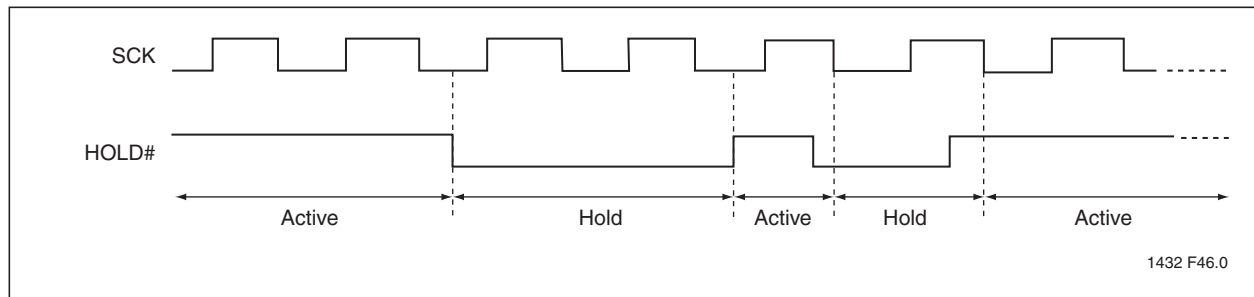 SCK
HOLD#
Active Hold Active Hold Active
1432 F46.0